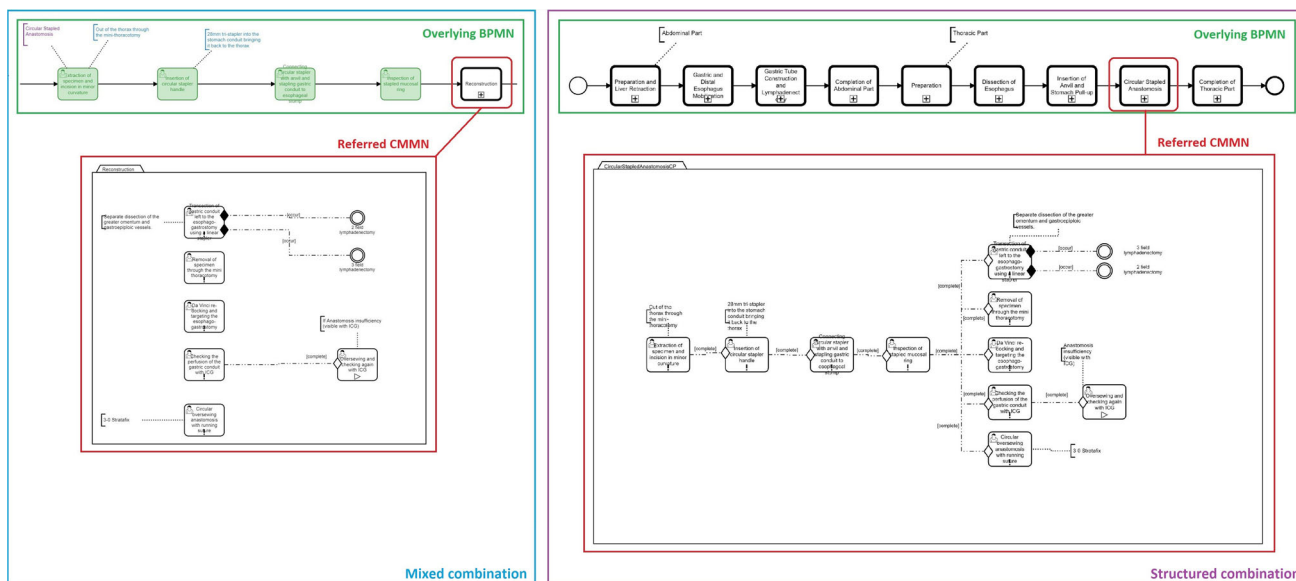 Circular Stapled
Anastomosis
Out of the thorax through
the mini-thoracotomy
28mm tri stapler into the
stomach conduit bringing
it back to the thorax
Overlying BPMN
Extraction of
specimen and
incision in minor
curvature
Insertion of
circular stapler
handle
Connecting
circular stapler
with anvil and
stapling gastric
conduit to
esophageal
stump
Inspection of
stapled mucosal
ring
Reconstruction
Referred CMMN
Reconstruction
Separate dissection of the
greater omentum and
gastroepiploic vessels.
Transection of
gastric conduit
left to the
esophago-
gastrostomy
using a linear
stapler
[occur]
2 field
lymphadenectomy
[occur]
3 field
lymphadenectomy
Removal of
specimen
through the mini
thoracotomy
Da Vinci re-
docking and
targeting the
esophago-
gastrostomy
If Anastomosis insufficiency
(visible with ICG)
Checking the
perfusion of the
gastric conduit
with ICG
[complete]
Oversewing and
checking again
with ICG
3-0 Stratafix
Circular
oversewing
anastomosis
with running
suture
Mixed combination
Abdominal Part
Thoracic Part
Overlying BPMN
Preparation and
Liver Retraction
Gastric and
Distal
Esophagus
Mobilization
Gastric Tube
Construction
and
Lymphadenect
omy
Completion of
Abdominal Part
Preparation
Dissection of
Esophagus
Insertion of
Anvil and
Stomach Pull-up
Circular Stapled
Anastomosis
Completion of
Thoracic Part
Referred CMMN
CircularStapledAnastomosisCP
Separate dissection of the greater
omentum and gastroepiploic
vessels.
Transection of
gastric conduit
left to the
esophago-
gastrostomy
using a linear
stapler
[occur]
3 field
lymphadenectomy
[occur]
2 field
lymphadenectomy
[complete]
Out of the
thorax through
the mini-
thoracotomy
28mm tri stapler
into the stomach
conduit bringing
it back to the
thorax
Removal of
specimen
through the mini
thoracotomy
[complete]
Extraction of
specimen and
incision in minor
curvature
[complete]
Insertion of
circular stapler
handle
[complete]
Connecting
circular stapler
with anvil and
stapling gastric
conduit to
esophageal
stump
[complete]
Inspection of
stapled mucosal
ring
[complete]
Da Vinci re-
docking and
targeting the
esophago-
gastrostomy
Anastomosis
insufficiency
(visible with
ICG)
[complete]
Checking the
perfusion of the
gastric conduit
with ICG
[complete]
Oversewing and
checking again
with ICG
[complete]
Circular
oversewing
anastomosis
with running
suture
3-0 Stratafix
Structured combination